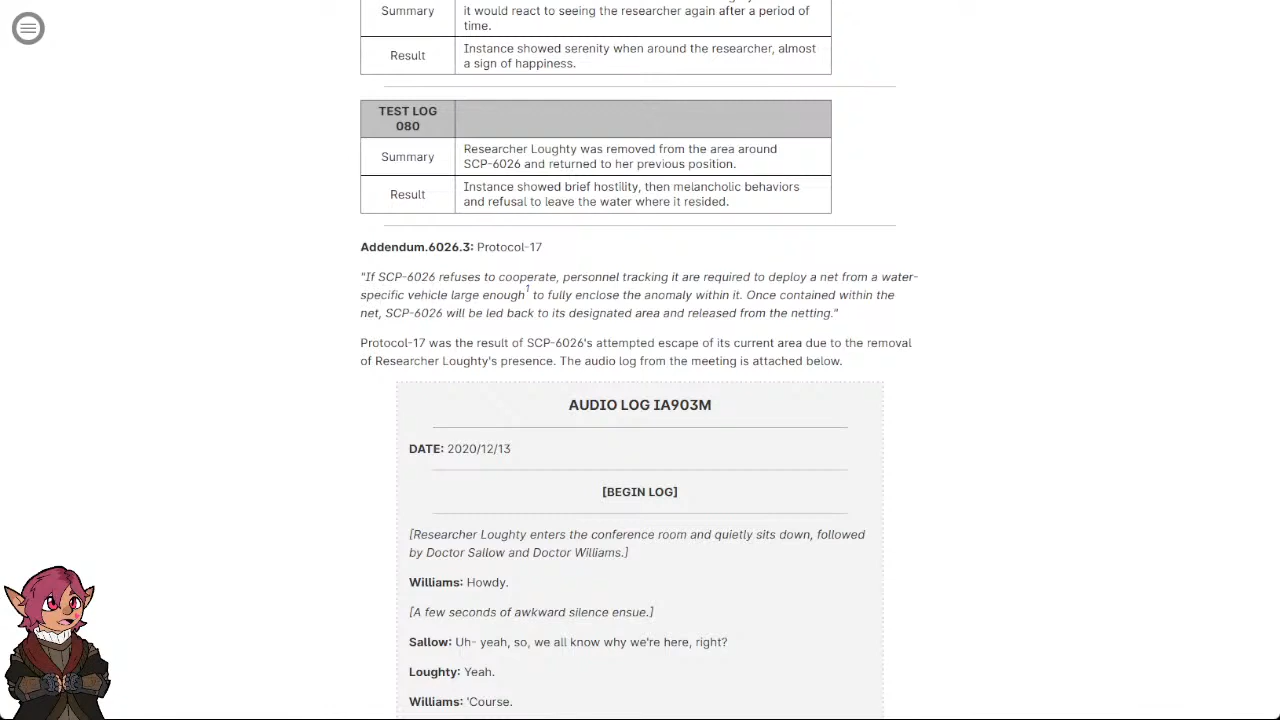 Summary
it would react to seeing the researcher again after a period of
time.
Result
Instance showed serenity when around the researcher, almost
a sign of happiness.
TEST LOG
080
Summary
Researcher Loughty was removed from the area around
SCP-6026 and returned to her previous position.
Result
Instance showed brief hostility, then melancholic behaviors
and refusal to leave the water where it resided.
Addendum.6026.3: Protocol-17
"If SCP-6026 refuses to cooperate, personnel tracking it are required to deploy a net from a water-
specific vehicle large enough1 to fully enclose the anomaly within it. Once contained within the
net, SCP-6026 will be led back to its designated area and released from the netting."
Protocol-17 was the result of SCP-6026's attempted escape of its current area due to the removal
of Researcher Loughty's presence. The audio log from the meeting is attached below.
AUDIO LOG IA903M
DATE: 2020/12/13
[BEGIN LOG]
[Researcher Loughty enters the conference room and quietly sits down, followed
by Doctor Sallow and Doctor Williams.]
Williams: Howdy.
[A few seconds of awkward silence ensue.]
Sallow: Uh- yeah, so, we all know why we're here, right?
Loughty: Yeah.
Williams: 'Course.